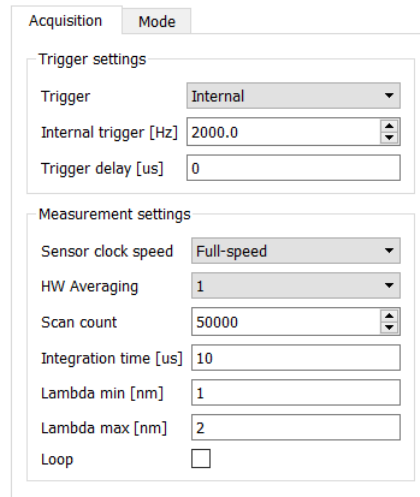 Acquisition Mode
Trigger settings
Trigger Internal
Internal trigger [Hz] 2000.0
Trigger delay [us] 0
Measurement settings
Sensor clock speed Full-speed
HW Averaging 1
Scan count 50000
Integration time [us] 10
Lambda min [nm] 1
Lambda max [nm] 2
Loop